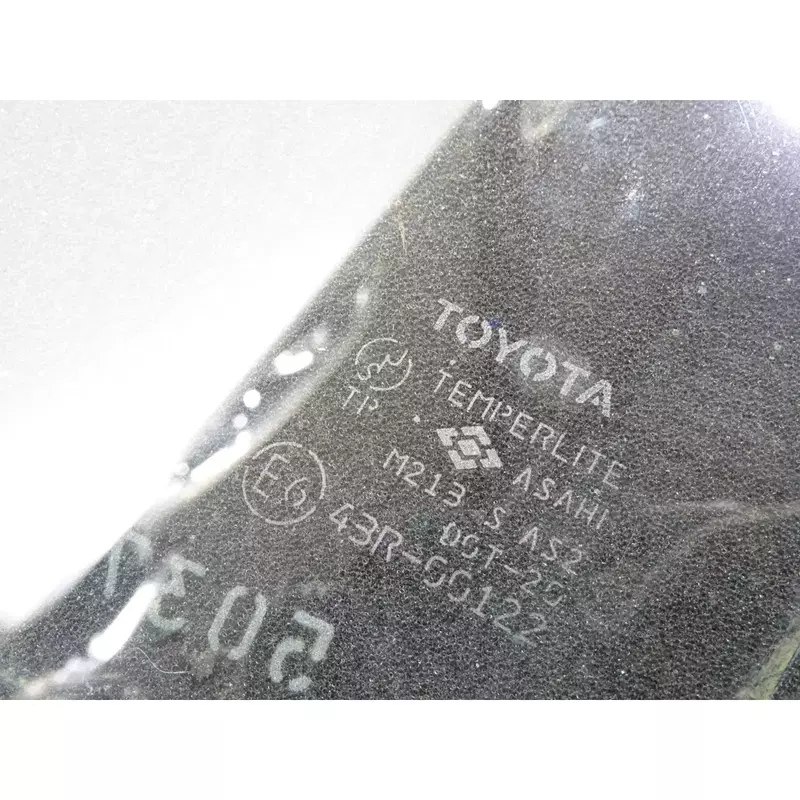 TOYOTA
TEMPERLITE
TP
ASAHI
M213 S AS2
E6
DOT-20
43R-00122